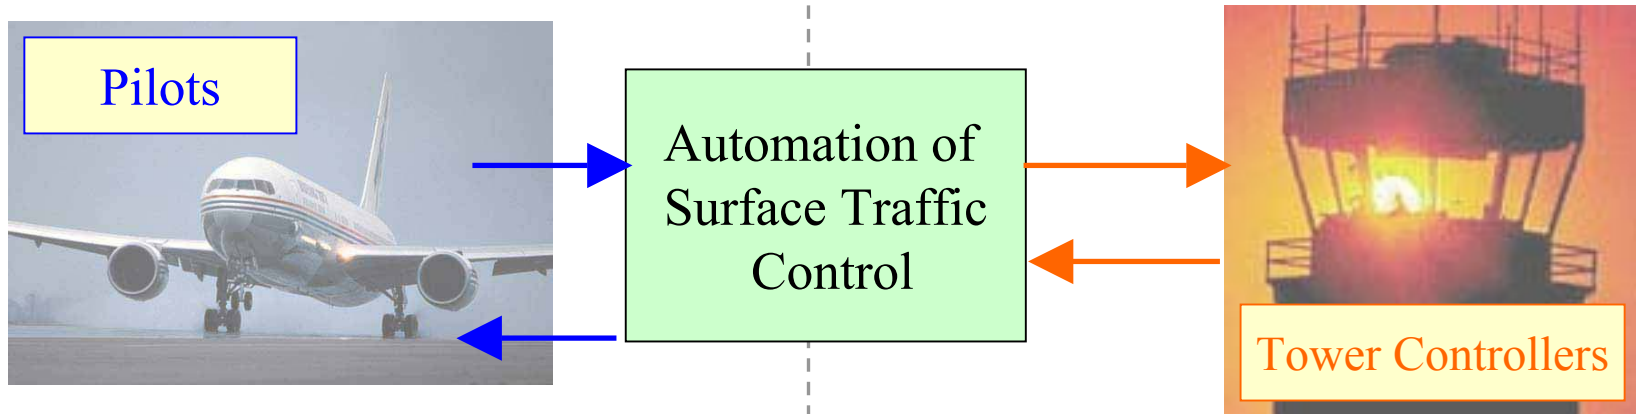 Pilots
Automation of
Surface Traffic
Control
Tower Controllers